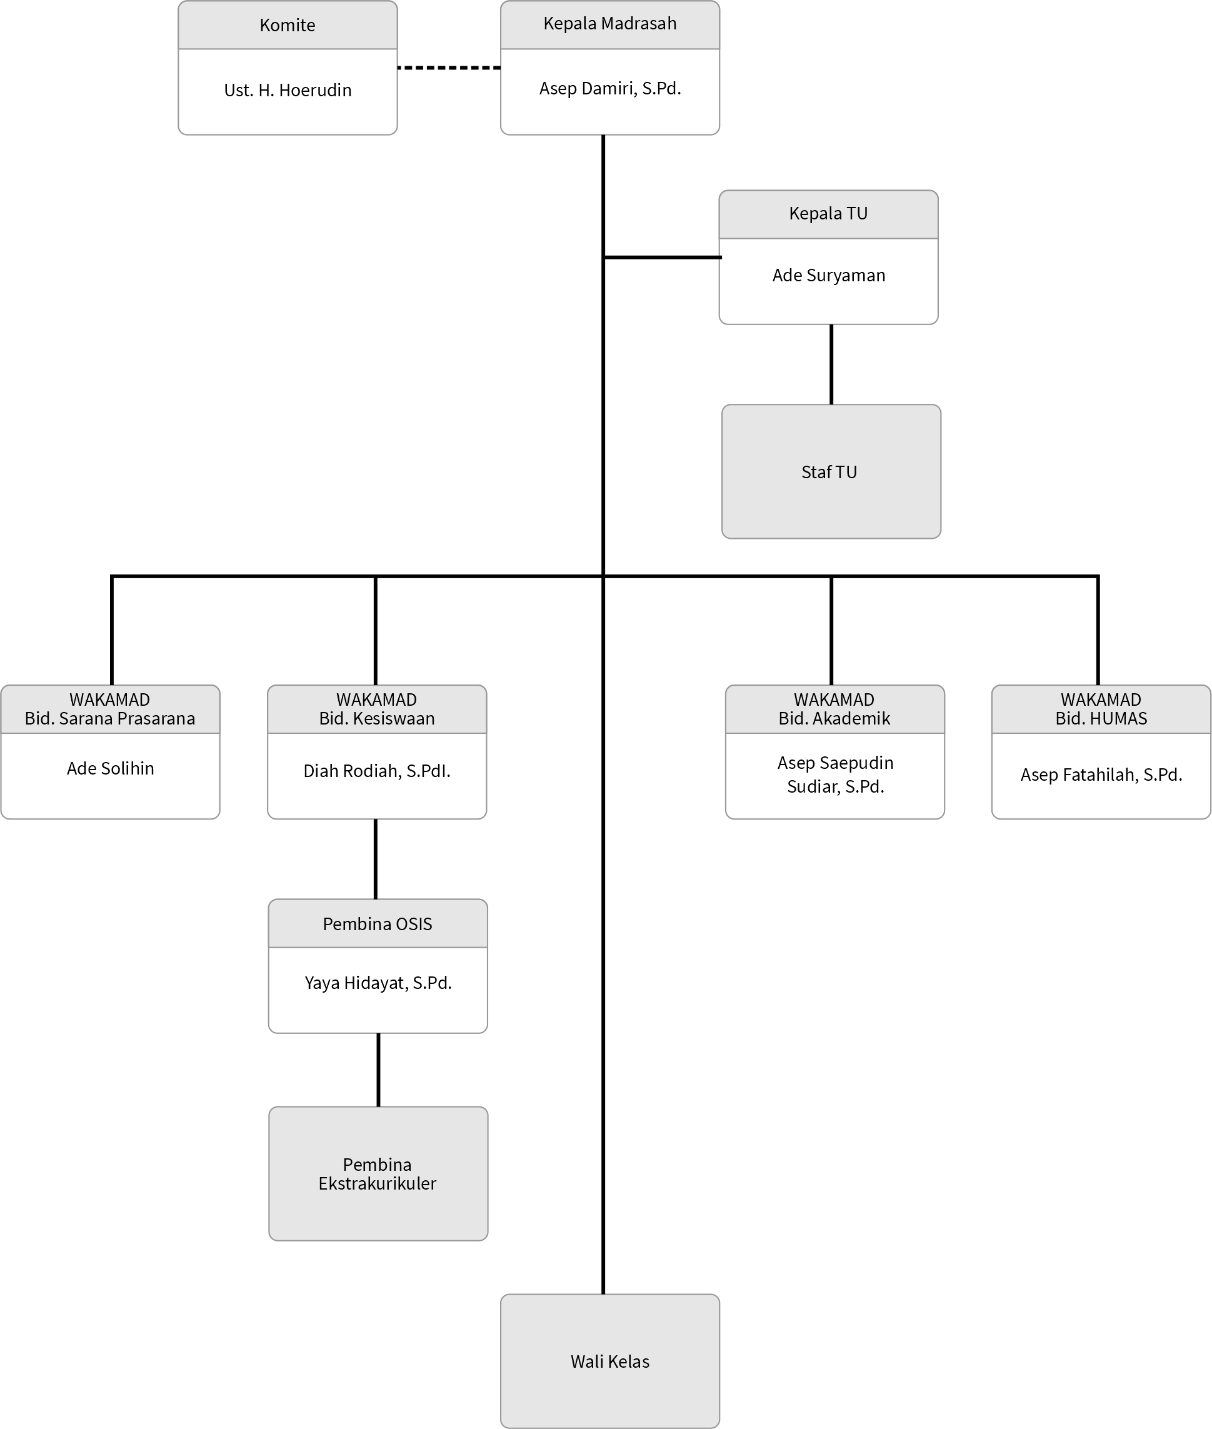 Komite
Ust. H. Hoerudin
Kepala Madrasah
Asep Damiri, S.Pd.
Kepala TU
Ade Suryaman
Staf TU
WAKAMAD
Bid. Sarana Prasarana
Ade Solihin
WAKAMAD
Bid. Kesiswaan
Diah Rodiah, S.PdI.
WAKAMAD
Bid. Akademik
Asep Saepudin
Sudiar, S.Pd.
WAKAMAD
Bid. HUMAS
Asep Fatahilah, S.Pd.
Pembina OSIS
Yaya Hidayat, S.Pd.
Pembina
Ekstrakurikuler
Wali Kelas